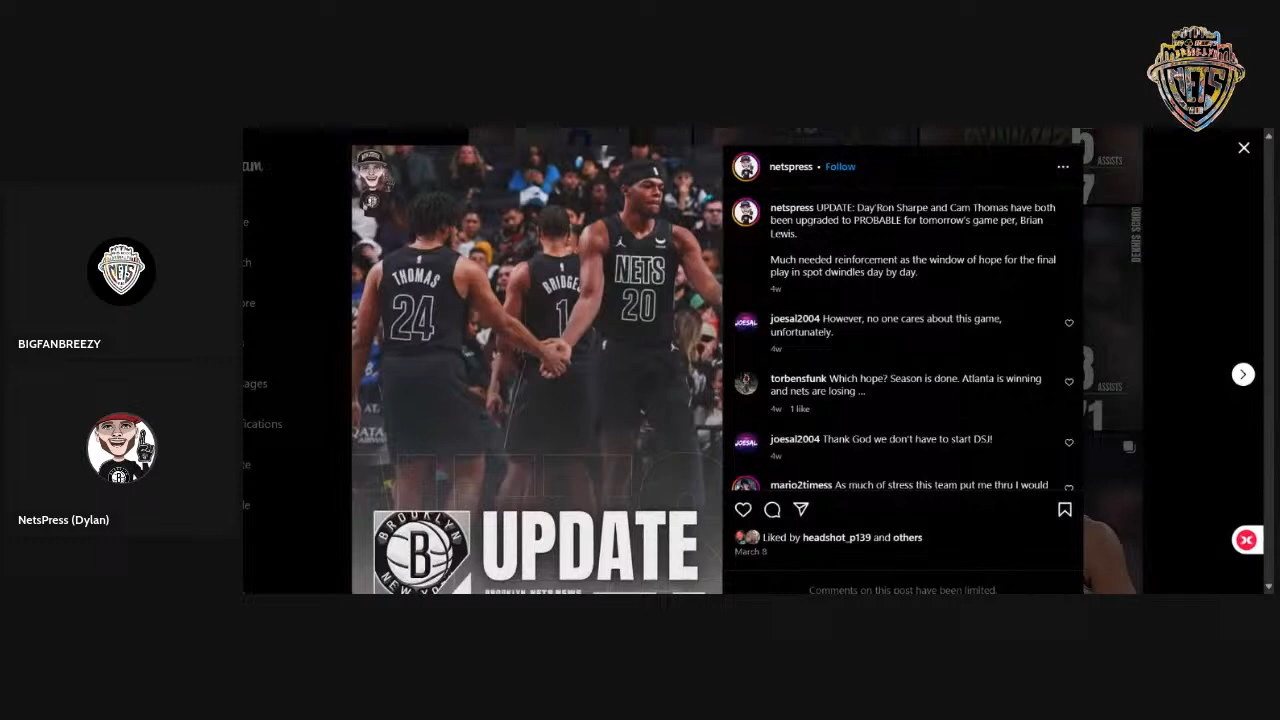 NETS
BIGFANBREEZY
NetsPress (Dylan)
THOMAS
24
BRIDGES
1
NETS
20
BROOKLYN
B
UPDATE
BROOKLYN NETS NEWS
netspress • Follow
netspress UPDATE: Day'Ron Sharpe and Cam Thomas have both
been upgraded to PROBABLE for tomorrow's game per, Brian
Lewis.
Much needed reinforcement as the window of hope for the final
play in spot dwindles day by day.
4w
joesal2004 However, no one cares about this game,
unfortunately.
4w
torbensfunk Which hope? Season is done. Atlanta is winning
and nets are losing ...
4w 1 like
joesal2004 Thank God we don't have to start DSJ!
4w
mario2timess As much of stress this team put me thru I would
Liked by headshot_p139 and others
March 8
Comments on this post have been limited.
ASSISTS
ASSISTS
NETS